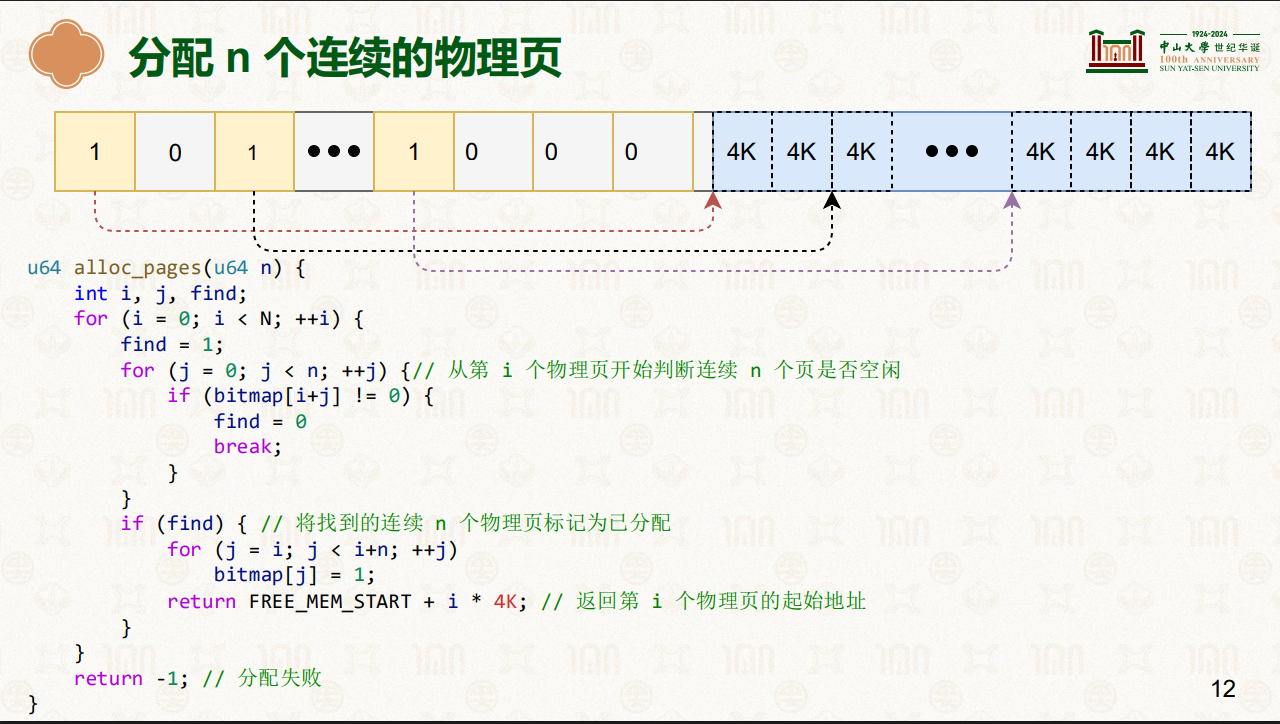 分配 n 个连续的物理页
1924-2024
中山大學 世纪华诞
100th ANNIVERSARY
SUN YAT-SEN UNIVERSITY
1 0 1 ●●● 1 0 0 0 4K 4K 4K ●●● 4K 4K 4K 4K
u64 alloc_pages(u64 n) {
    int i, j, find;
    for (i = 0; i < N; ++i) {
        find = 1;
        for (j = 0; j < n; ++j) {// 从第 i 个物理页开始判断连续 n 个页是否空闲
            if (bitmap[i+j] != 0) {
                find = 0
                break;
            }
        }
        if (find) { // 将找到的连续 n 个物理页标记为已分配
            for (j = i; j < i+n; ++j)
                bitmap[j] = 1;
            return FREE_MEM_START + i * 4K; // 返回第 i 个物理页的起始地址
        }
    }
    return -1; // 分配失败
}
12